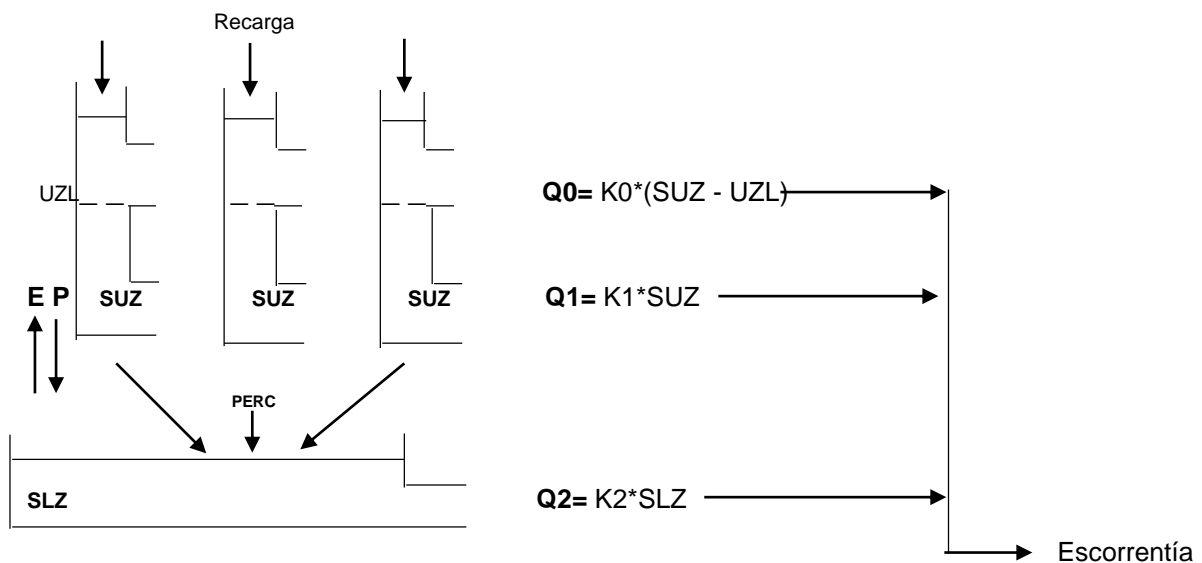 Recarga
UZL
Q0= K0*(SUZ - UZL)
E P SUZ SUZ SUZ
Q1= K1*SUZ
PERC
SLZ
Q2= K2*SLZ
Escorrentía